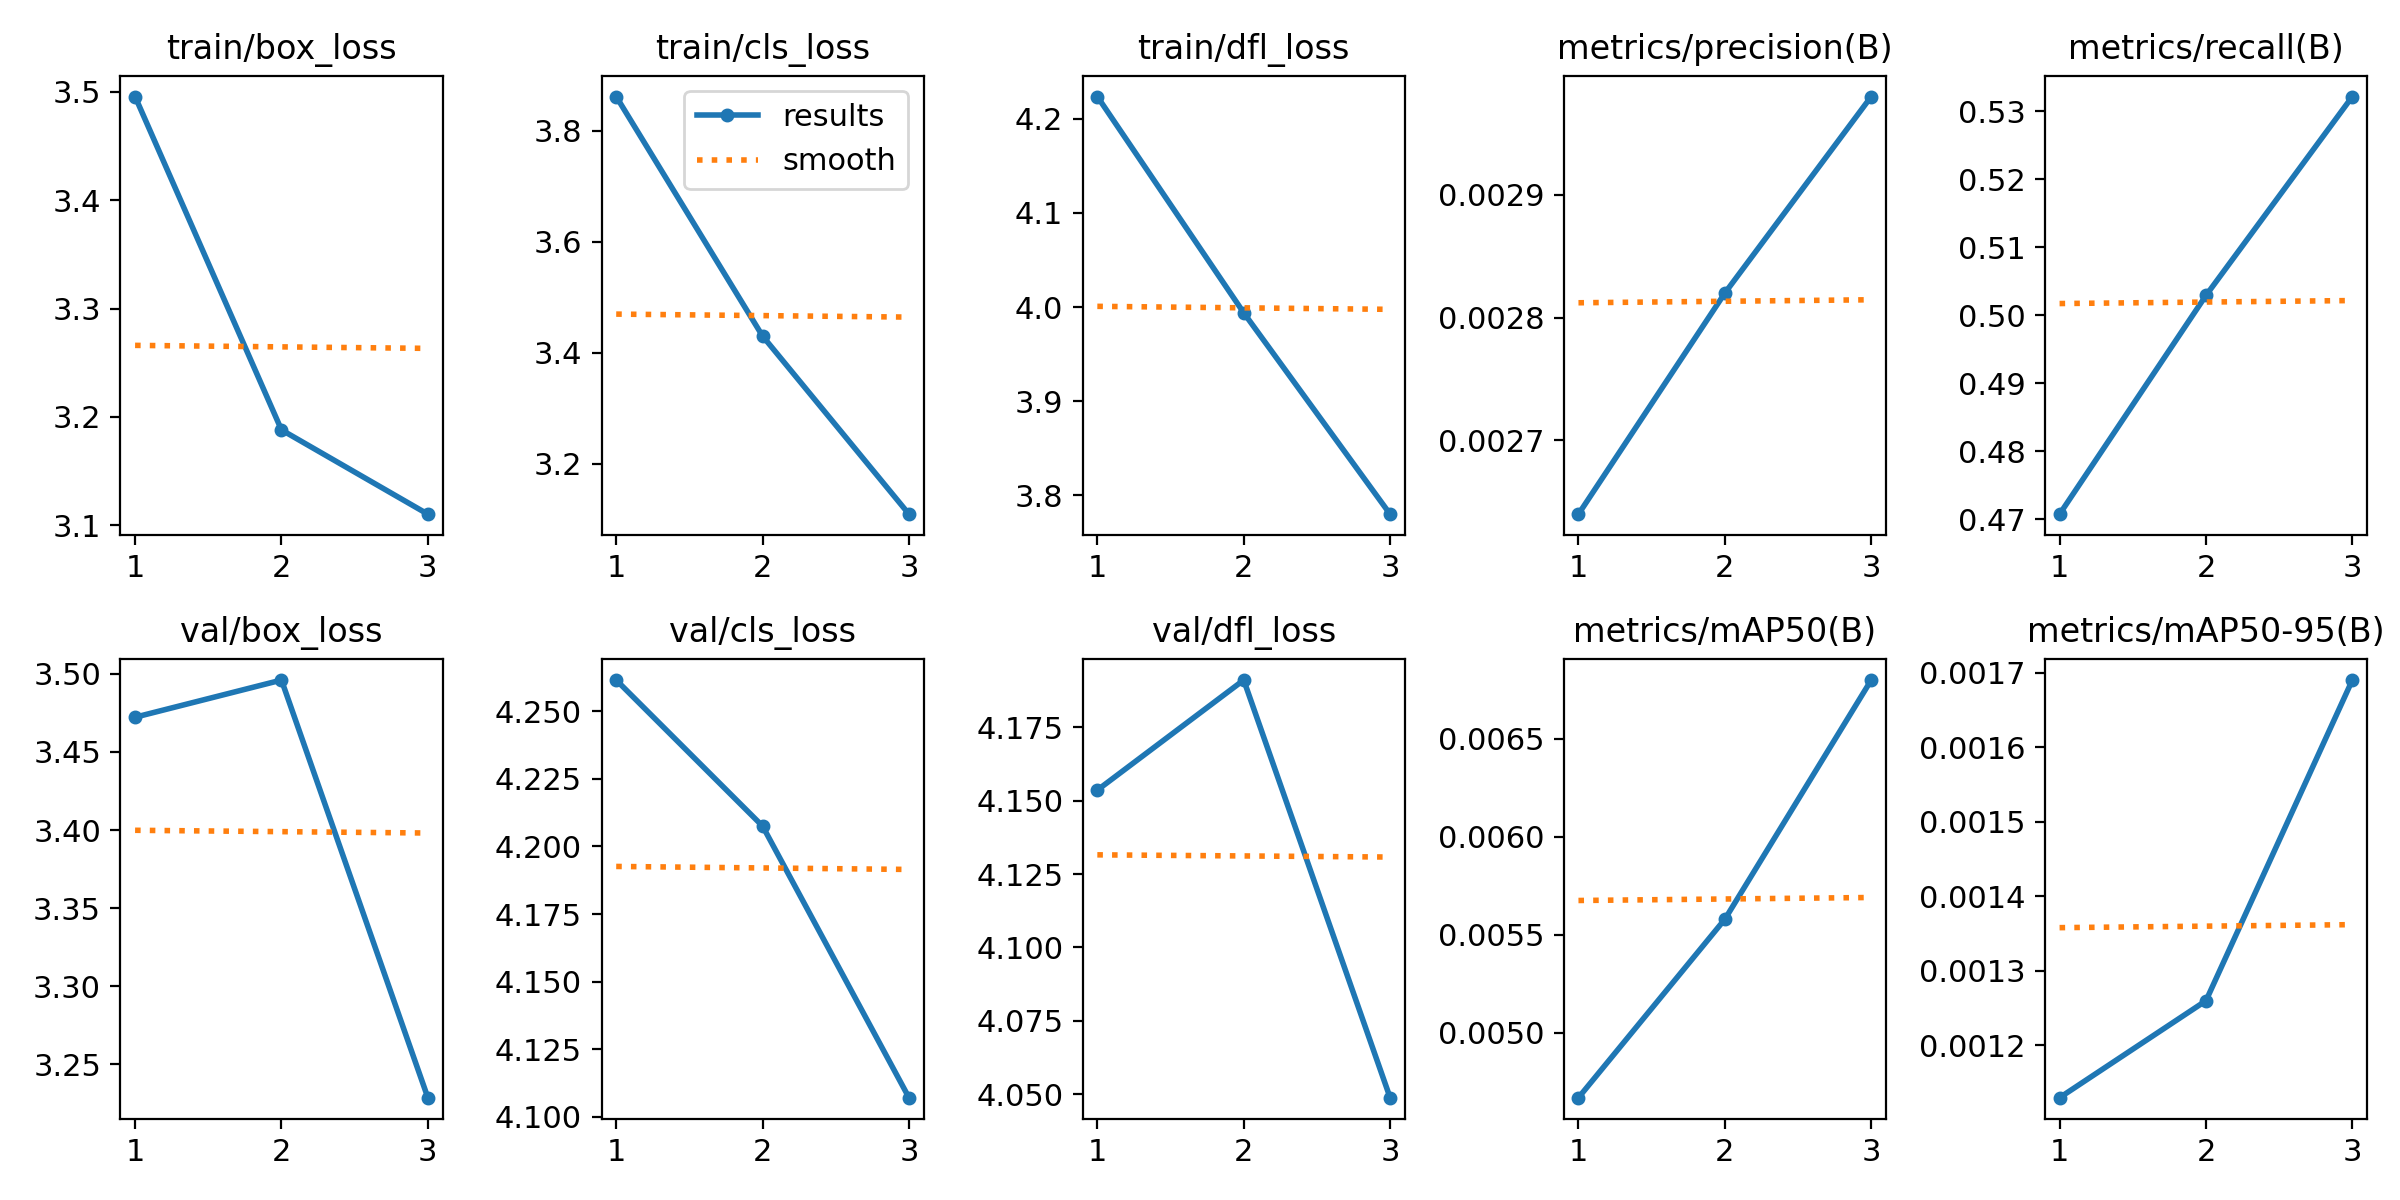 train/box_loss
3.5
3.4
3.3
3.2
3.1
1 2 3
train/cls_loss
results
smooth
3.8
3.6
3.4
3.2
1 2 3
train/dfl_loss
4.2
4.1
4.0
3.9
3.8
1 2 3
metrics/precision(B)
0.0029
0.0028
0.0027
1 2 3
metrics/recall(B)
0.53
0.52
0.51
0.50
0.49
0.48
0.47
1 2 3
val/box_loss
3.50
3.45
3.40
3.35
3.30
3.25
1 2 3
val/cls_loss
4.250
4.225
4.200
4.175
4.150
4.125
4.100
1 2 3
val/dfl_loss
4.175
4.150
4.125
4.100
4.075
4.050
1 2 3
metrics/mAP50(B)
0.0065
0.0060
0.0055
0.0050
1 2 3
metrics/mAP50-95(B)
0.0017
0.0016
0.0015
0.0014
0.0013
0.0012
1 2 3